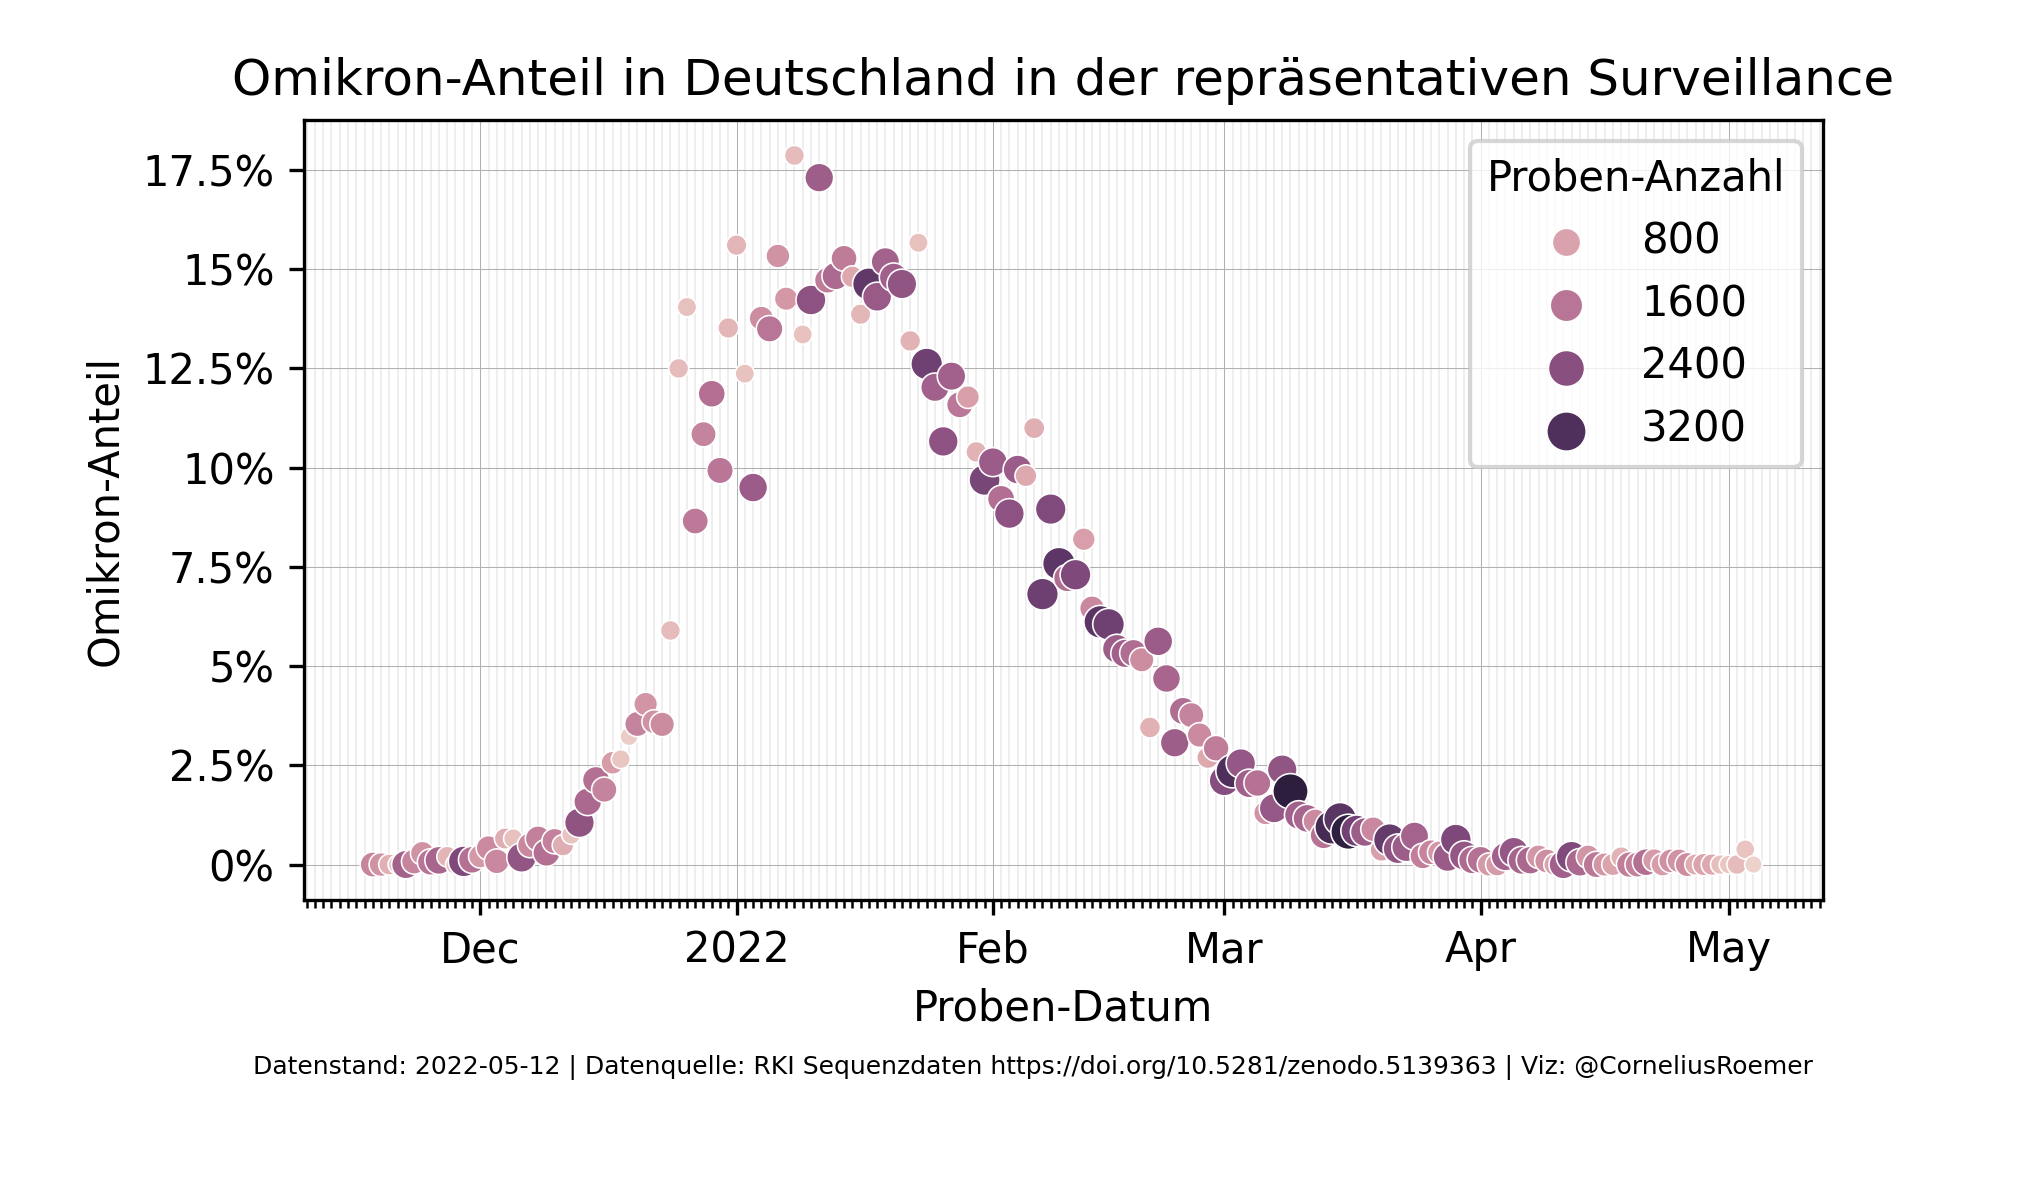 Omikron-Anteil in Deutschland in der repräsentativen Surveillance
Proben-Anzahl
800
1600
2400
3200
Omikron-Anteil
17.5%
15%
12.5%
10%
7.5%
5%
2.5%
0%
Dec 2022 Feb Mar Apr May
Proben-Datum
Datenstand: 2022-05-12 | Datenquelle: RKI Sequenzdaten https://doi.org/10.5281/zenodo.5139363 | Viz: @CorneliusRoemer